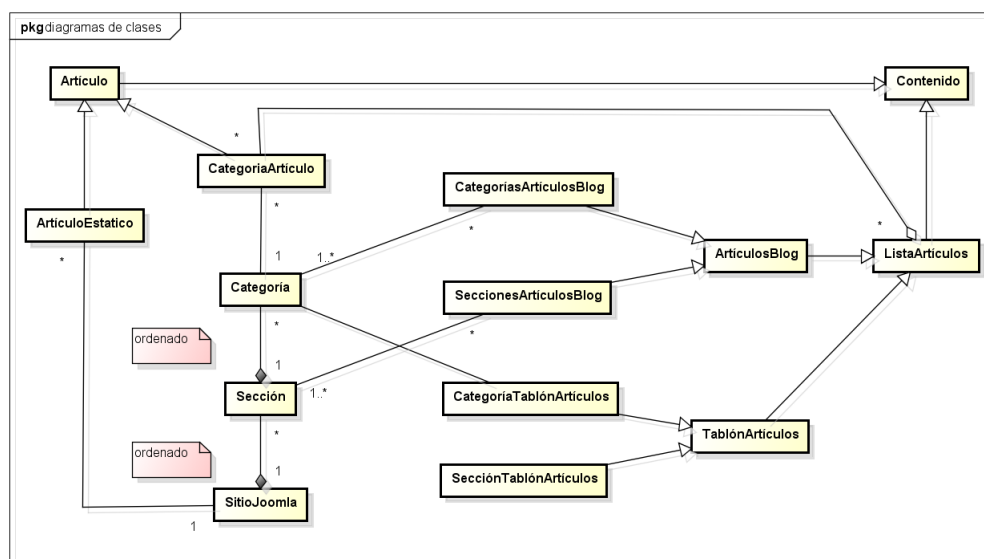 pkg diagramas de clases
Artículo
Contenido
*
CategoriaArtículo
CategoríasArtículosBlog
*
ArtículoEstatico
*
*
*
ArtículosBlog
ListaArtículos
1
1..*
Categoría
SeccionesArtículosBlog
*
*
ordenado
1
1..*
Sección
CategoríaTablónArtículos
*
TablónArtículos
ordenado
1
SecciónTablónArtículos
SitioJoomla
1